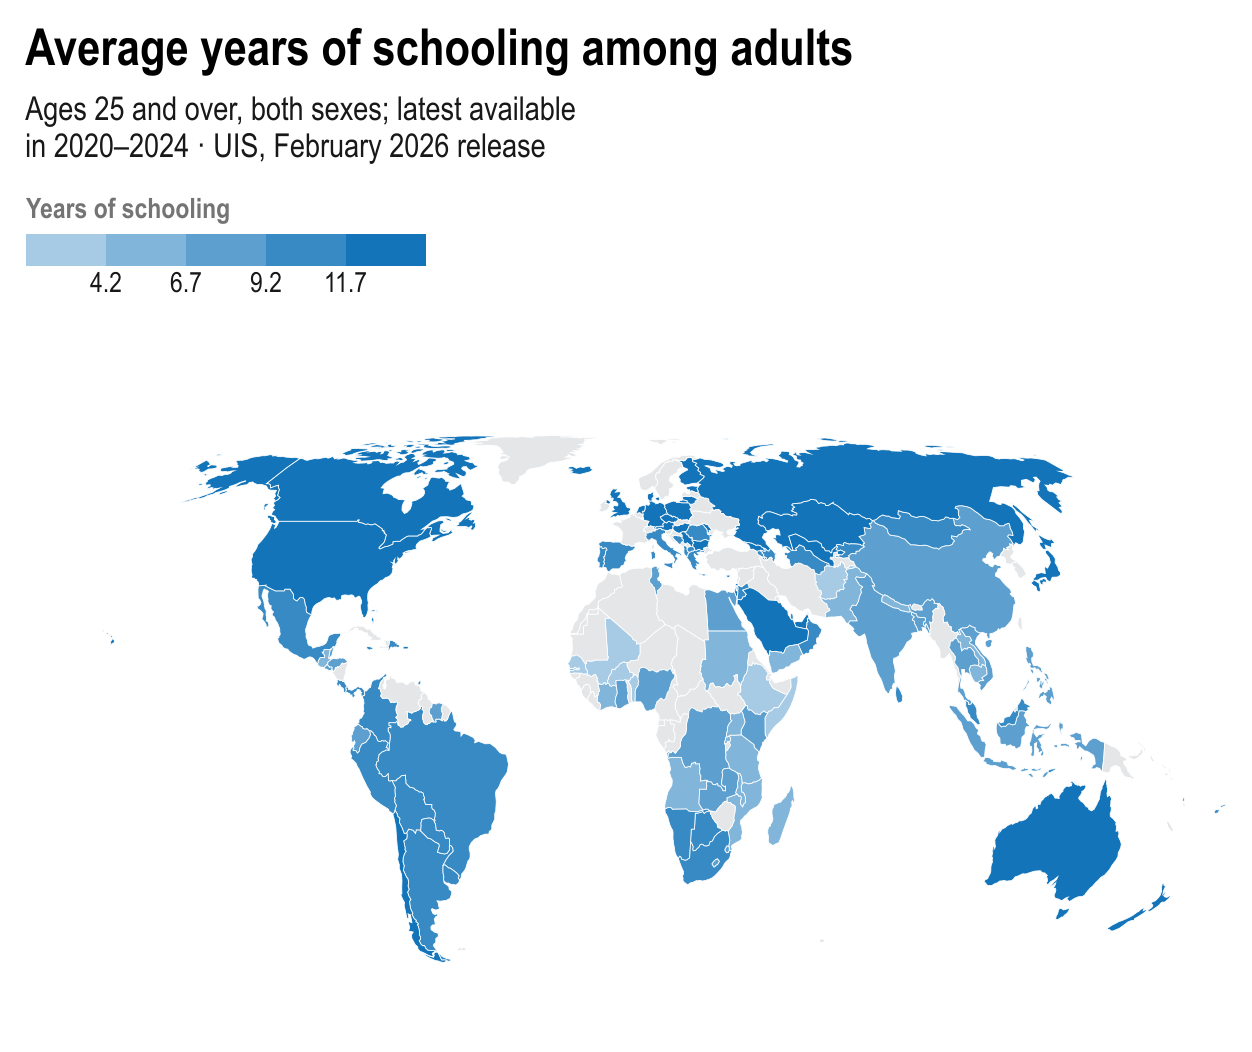 Average years of schooling among adults
Ages 25 and over, both sexes; latest available
in 2020–2024 · UIS, February 2026 release
Years of schooling
4.2 6.7 9.2 11.7